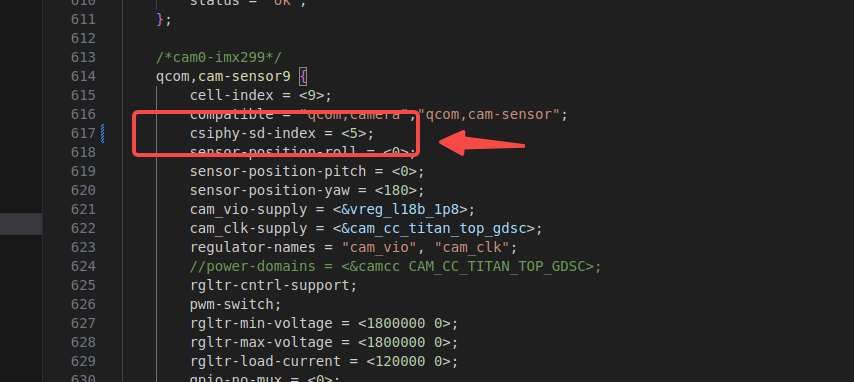 610 status = "ok";
611 };
612
613 /*cam0-imx299*/
614 qcom,cam-sensor9 {
615 cell-index = <9>;
616 compatible = "qcom,camera","qcom,cam-sensor";
617 csiphy-sd-index = <5>;
618 sensor-position-roll = <0>;
619 sensor-position-pitch = <0>;
620 sensor-position-yaw = <180>;
621 cam_vio-supply = <&vreg_l18b_1p8>;
622 cam_clk-supply = <&cam_cc_titan_top_gdsc>;
623 regulator-names = "cam_vio", "cam_clk";
624 //power-domains = <&camcc CAM_CC_TITAN_TOP_GDSC>;
625 rgltr-cntrl-support;
626 pwm-switch;
627 rgltr-min-voltage = <1800000 0>;
628 rgltr-max-voltage = <1800000 0>;
629 rgltr-load-current = <120000 0>;
630 gpio-no-mux = <0>;